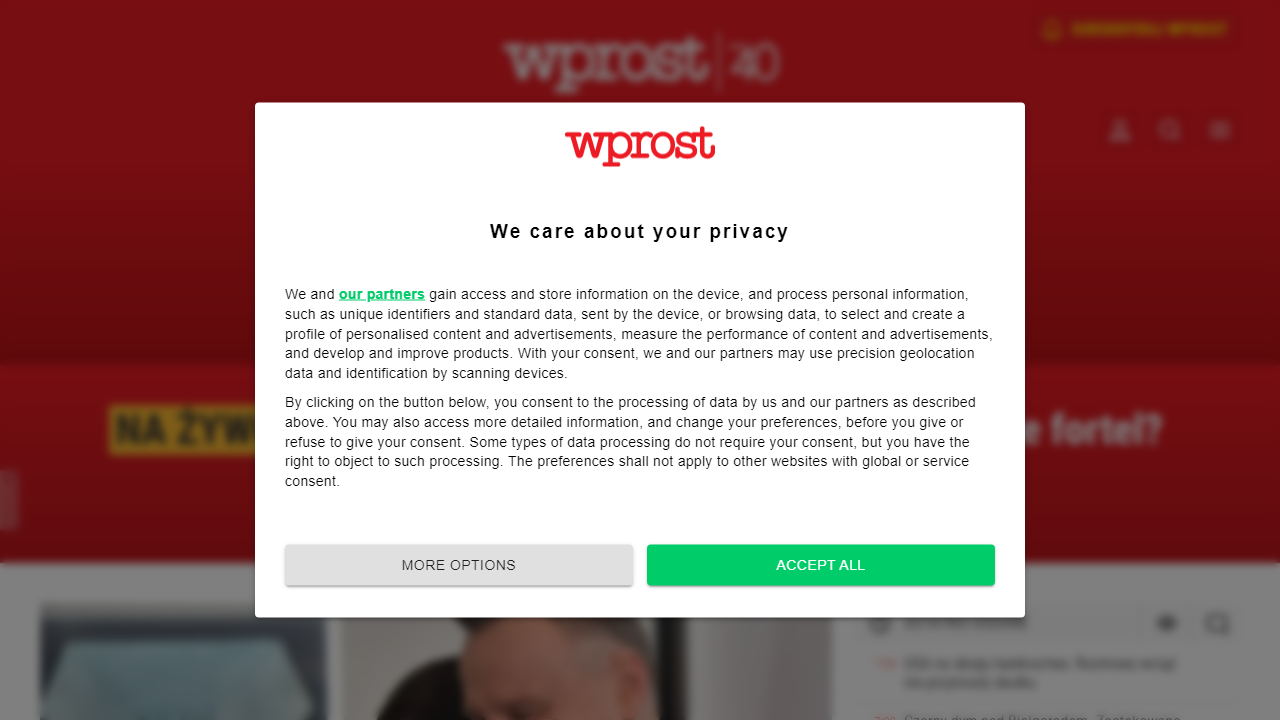 wprost 40
wprost
We care about your privacy
We and our partners gain access and store information on the device, and process personal information,
such as unique identifiers and standard data, sent by the device, or browsing data, to select and create a
profile of personalised content and advertisements, measure the performance of content and advertisements,
and develop and improve products. With your consent, we and our partners may use precision geolocation
data and identification by scanning devices.
By clicking on the button below, you consent to the processing of data by us and our partners as described
above. You may also access more detailed information, and change your preferences, before you give or
refuse to give your consent. Some types of data processing do not require your consent, but you have the
right to object to such processing. The preferences shall not apply to other websites with global or service
consent.
MORE OPTIONS
ACCEPT ALL
NA ŻYW
e fortel?